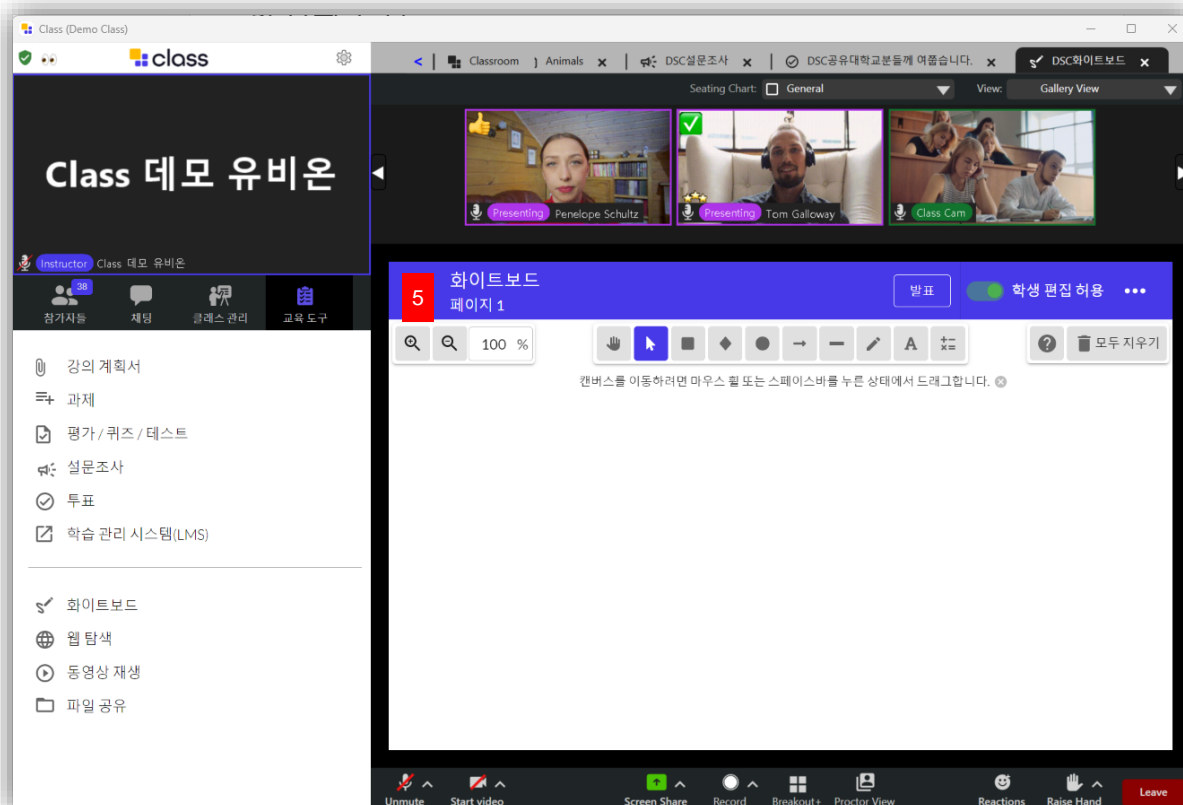 Class (Demo Class)
class
< Classroom Animals x DSC설문조사 x DSC공유대학교분들께 여쭙습니다. x DSC화이트보드 x
Seating Chart: General View: Gallery View
Class 데모 유비온
Instructor Class 데모 유비온
Presenting Penelope Schultz
Presenting Tom Galloway
Class Cam
38
참가자들 채팅 클래스 관리 교육 도구
강의 계획서
과제
평가 / 퀴즈 / 테스트
설문조사
투표
학습 관리 시스템(LMS)
화이트보드
웹 탐색
동영상 재생
파일 공유
5
화이트보드
페이지 1
발표 학생 편집 허용 •••
100 % A 모두 지우기
캔버스를 이동하려면 마우스 휠 또는 스페이스바를 누른 상태에서 드래그합니다.
Unmute Start video Screen Share Record Breakout+ Proctor View Reactions Raise Hand Leave